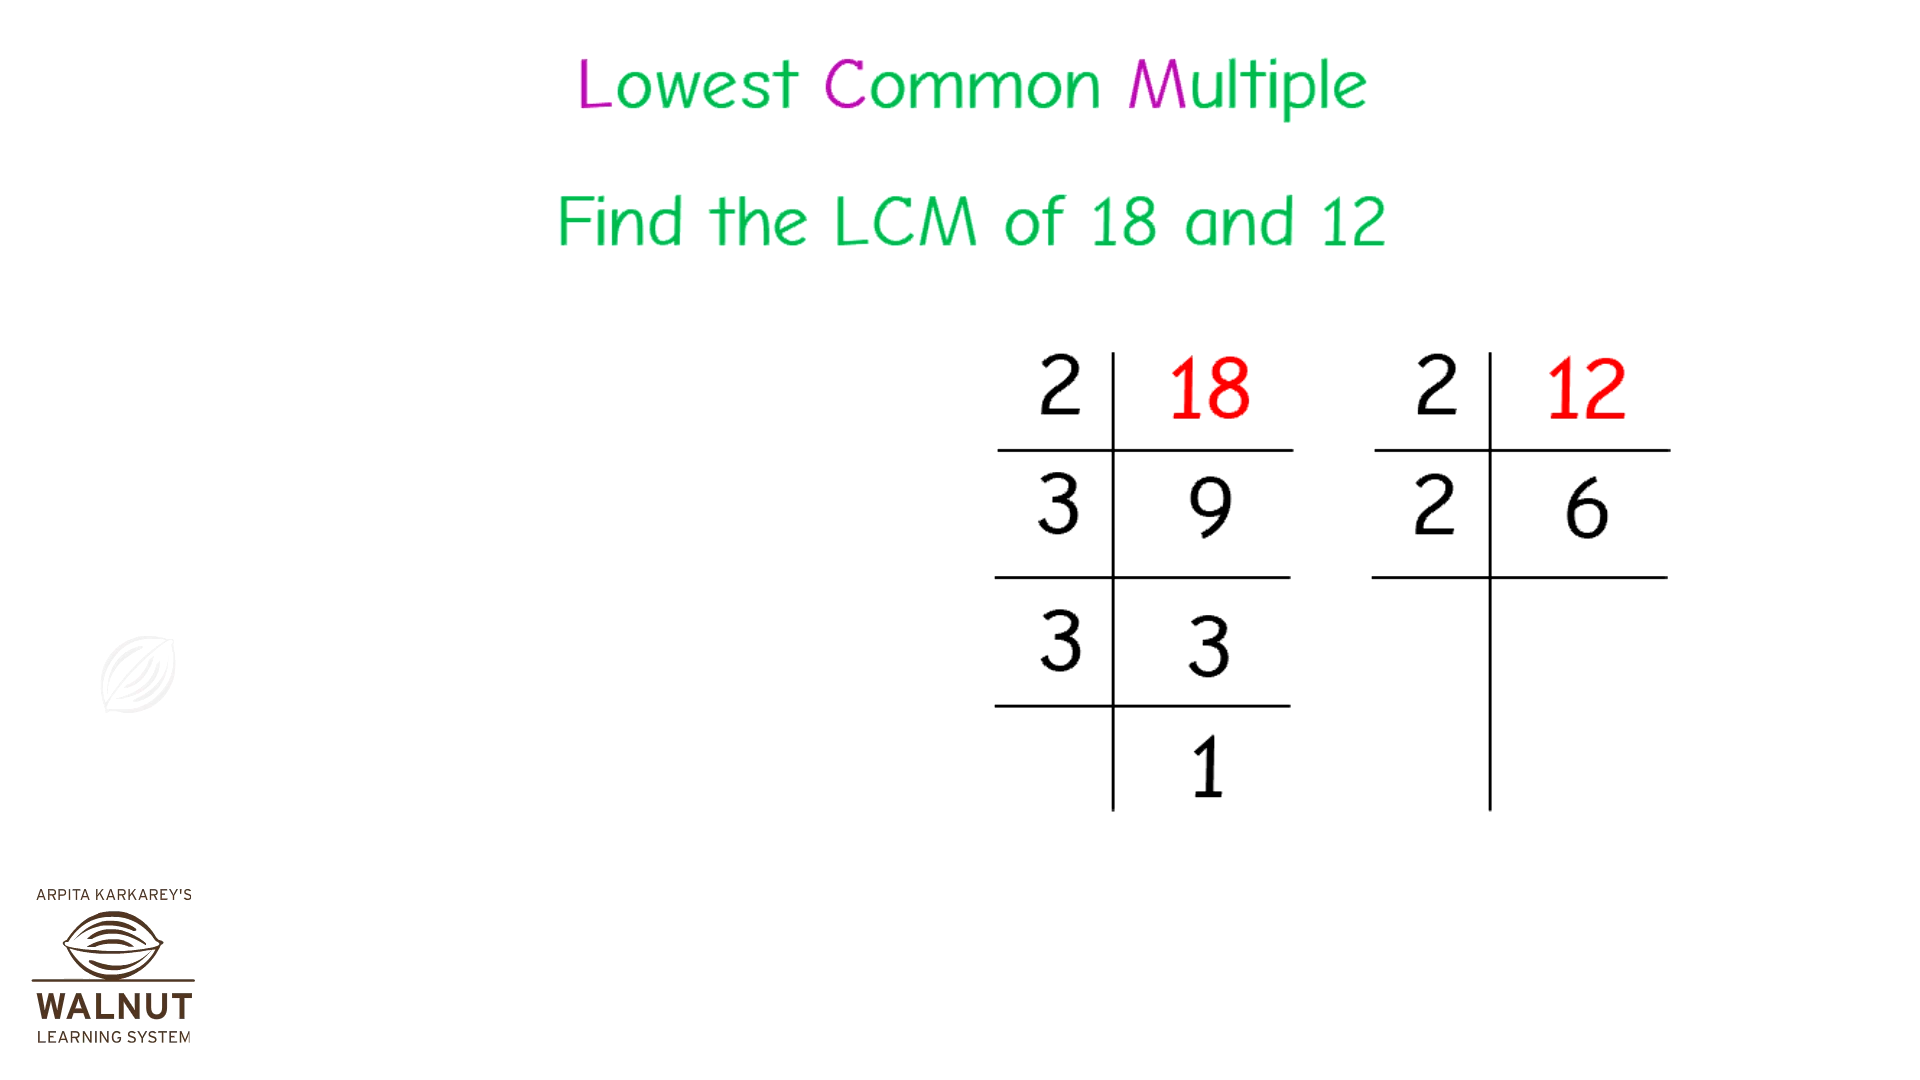 Lowest Common Multiple
Find the LCM of 18 and 12
2 18 2 12
3 9 2 6
3 3
1
ARPITA KARKAREY'S
WALNUT
LEARNING SYSTEM